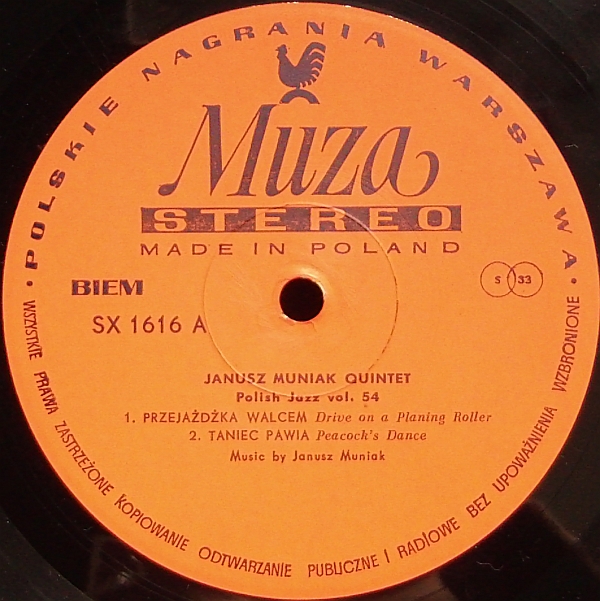 • POLSKIE NAGRANIA WARSZAWA •
Muza
STEREO
MADE IN POLAND
BIEM
S 33
SX 1616 A
JANUSZ MUNIAK QUINTET
Polish Jazz vol. 54
1. PRZEJAŻDŻKA WALCEM Drive on a Planing Roller
2. TANIEC PAWIA Peacock's Dance
Music by Janusz Muniak
WSZYSTKIE PRAWA ZASTRZEŻONE KOPIOWANIE ODTWARZANIE PUBLICZNE I RADIOWE BEZ UPOWAŻNIENIA WZBRONIONE